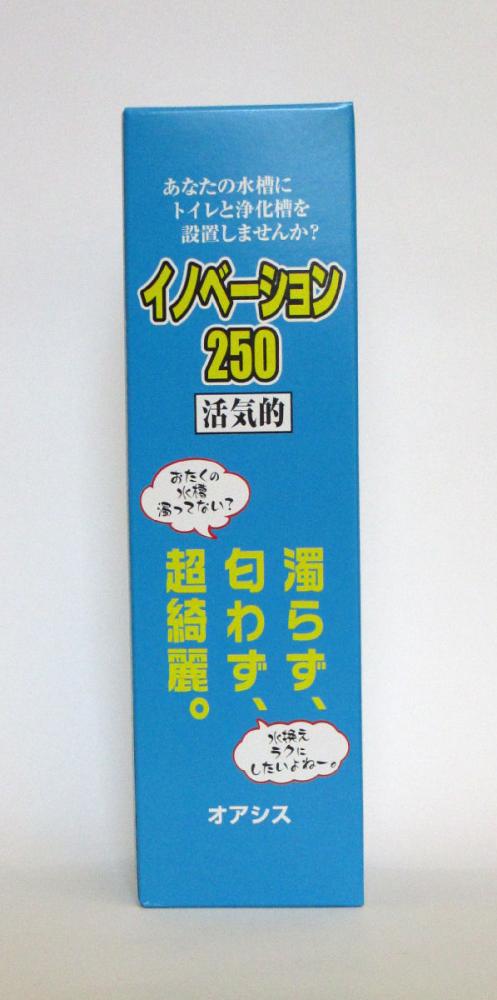 あなたの水槽に
トイレと浄化槽を
設置しませんか?
イノベーション
250
活気的
おたくの
水槽
濁ってない?
濁らず、
匂わず、
超綺麗。
水換え
ラクに
したいよねー。
オアシス